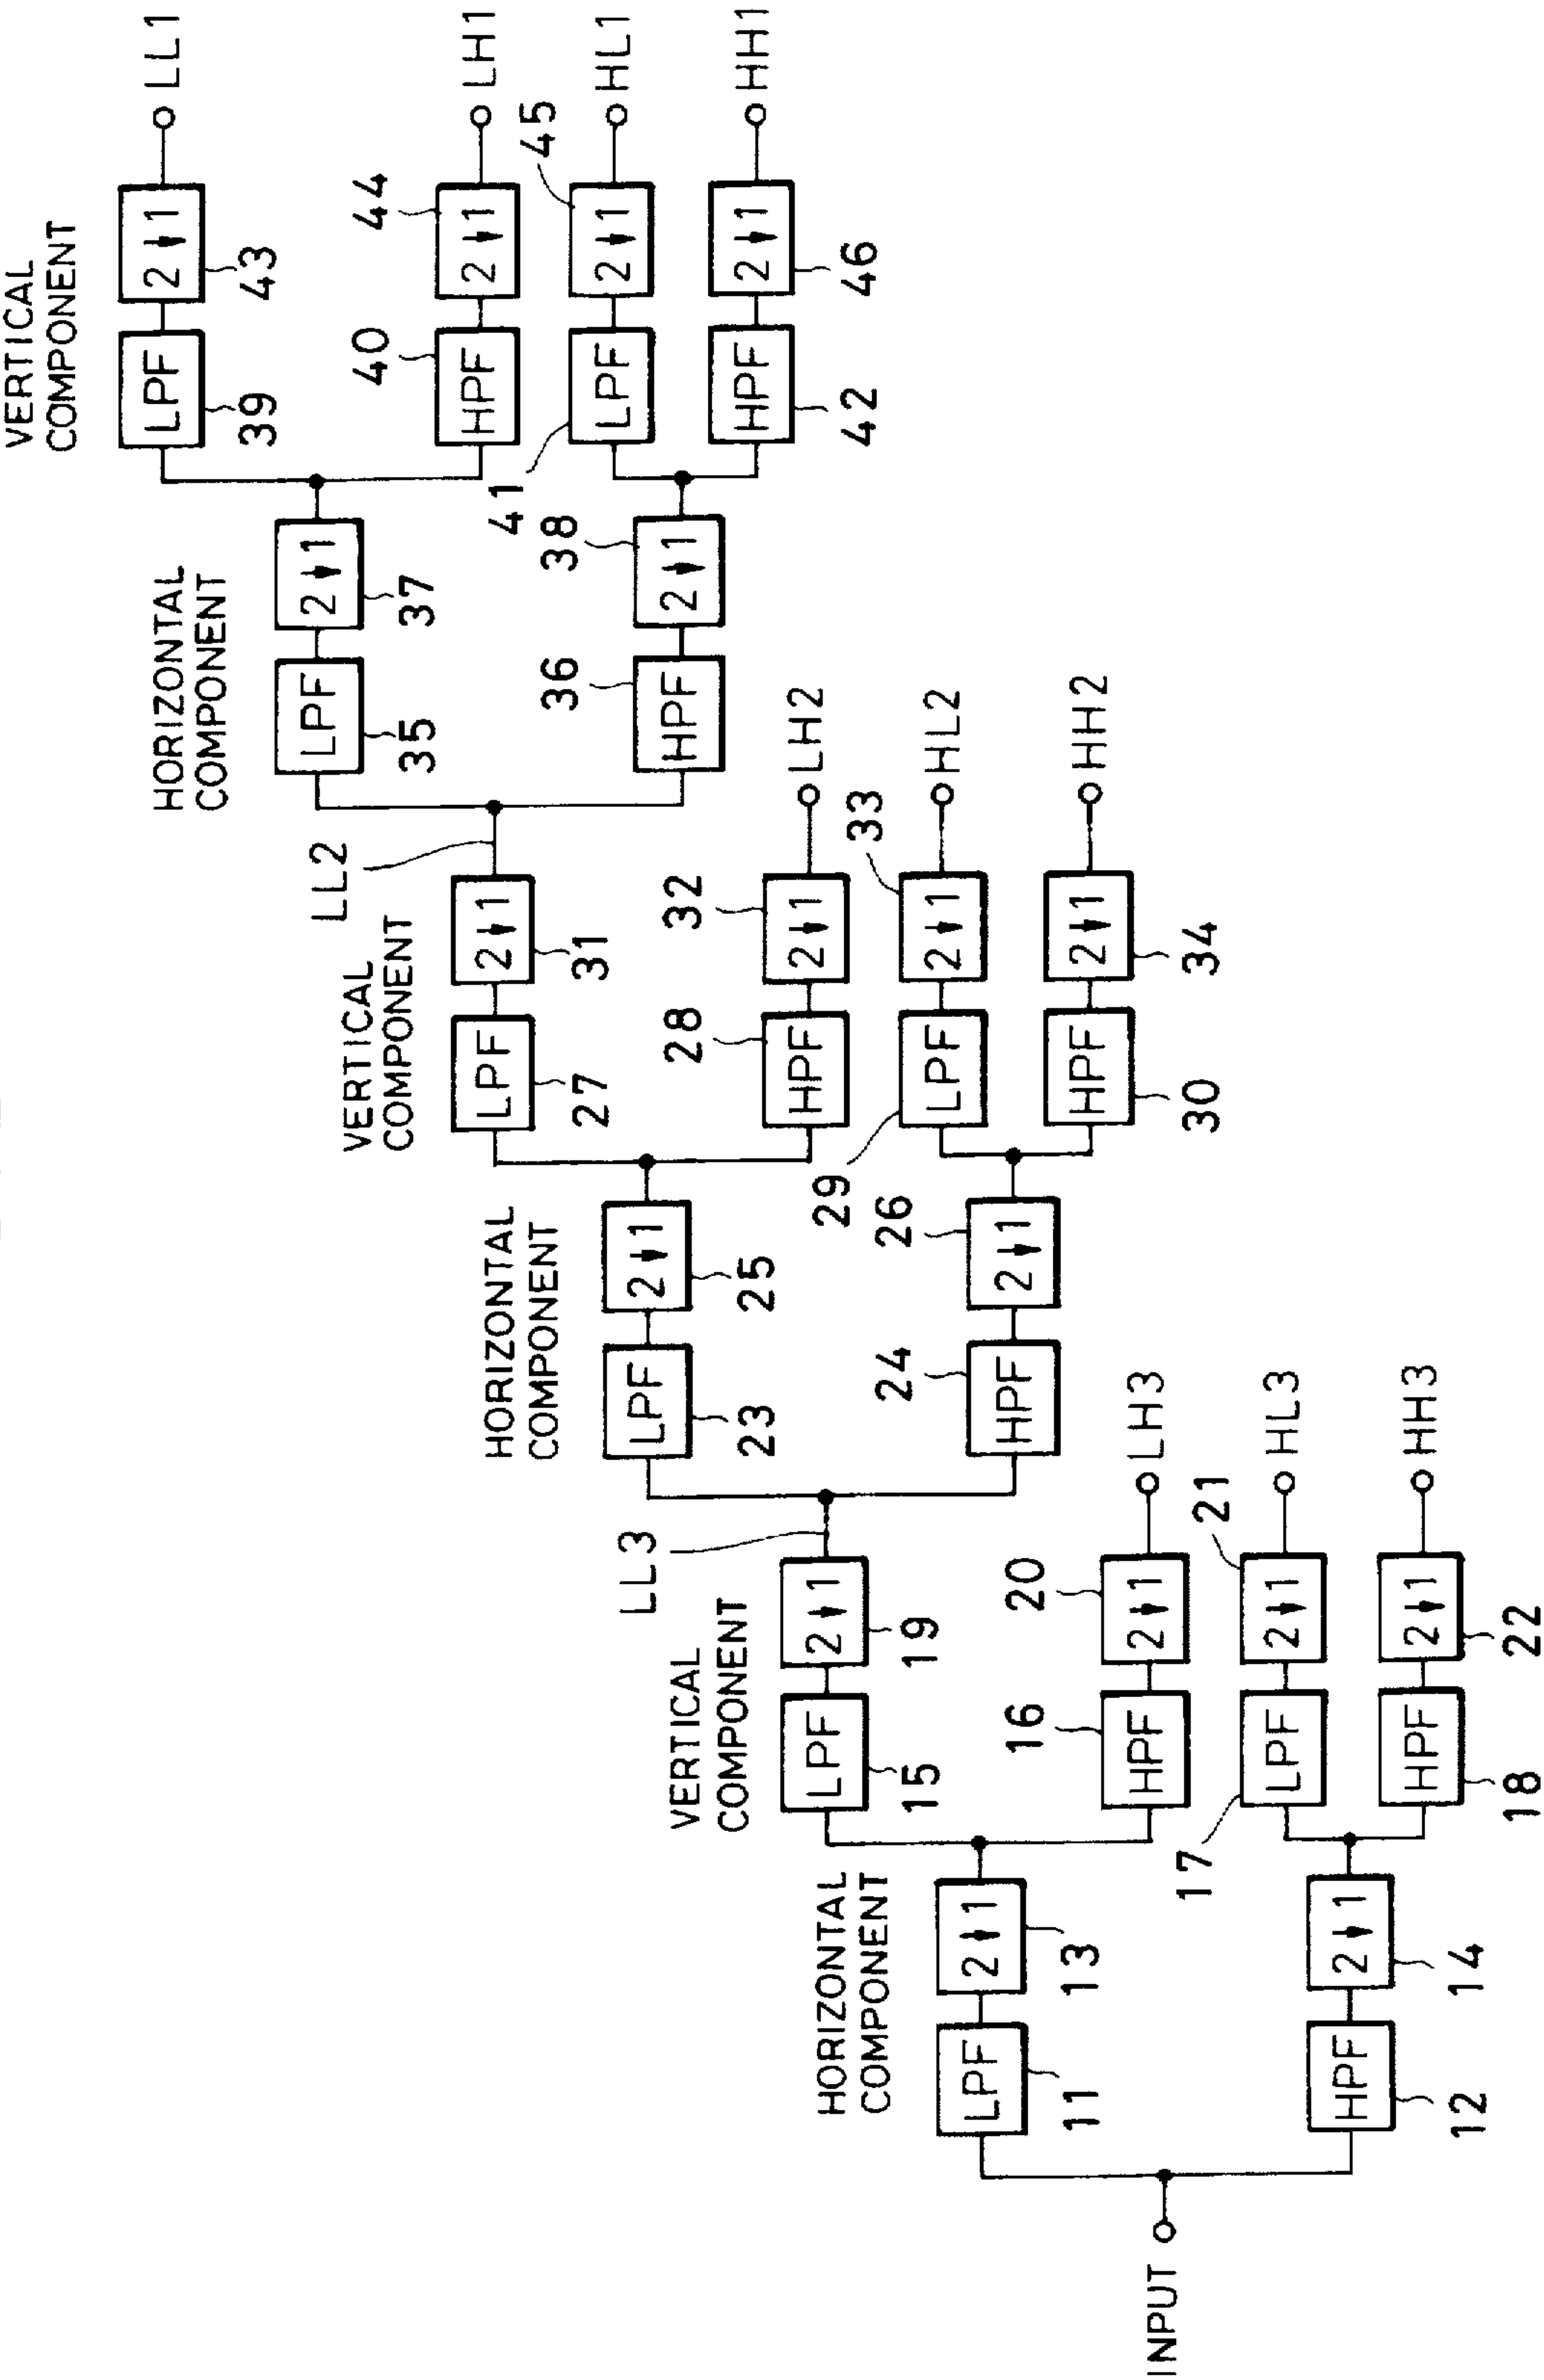 INPUT
HORIZONTAL
COMPONENT
LPF
11
2↓1
13
HPF
12
2↓1
14
VERTICAL
COMPONENT
LPF
15
2↓1
19
LL3
HPF
16
2↓1
20
LH3
LPF
17
2↓1
21
HL3
HPF
18
2↓1
22
HH3
HORIZONTAL
COMPONENT
LPF
23
2↓1
25
HPF
24
2↓1
26
VERTICAL
COMPONENT
LPF
27
2↓1
31
LL2
HPF
28
2↓1
32
LH2
LPF
29
2↓1
33
HL2
HPF
30
2↓1
34
HH2
HORIZONTAL
COMPONENT
LPF
35
2↓1
37
HPF
36
2↓1
38
VERTICAL
COMPONENT
LPF
39
2↓1
43
LL1
HPF
40
2↓1
44
LH1
LPF
41
2↓1
45
HL1
HPF
42
2↓1
46
HH1